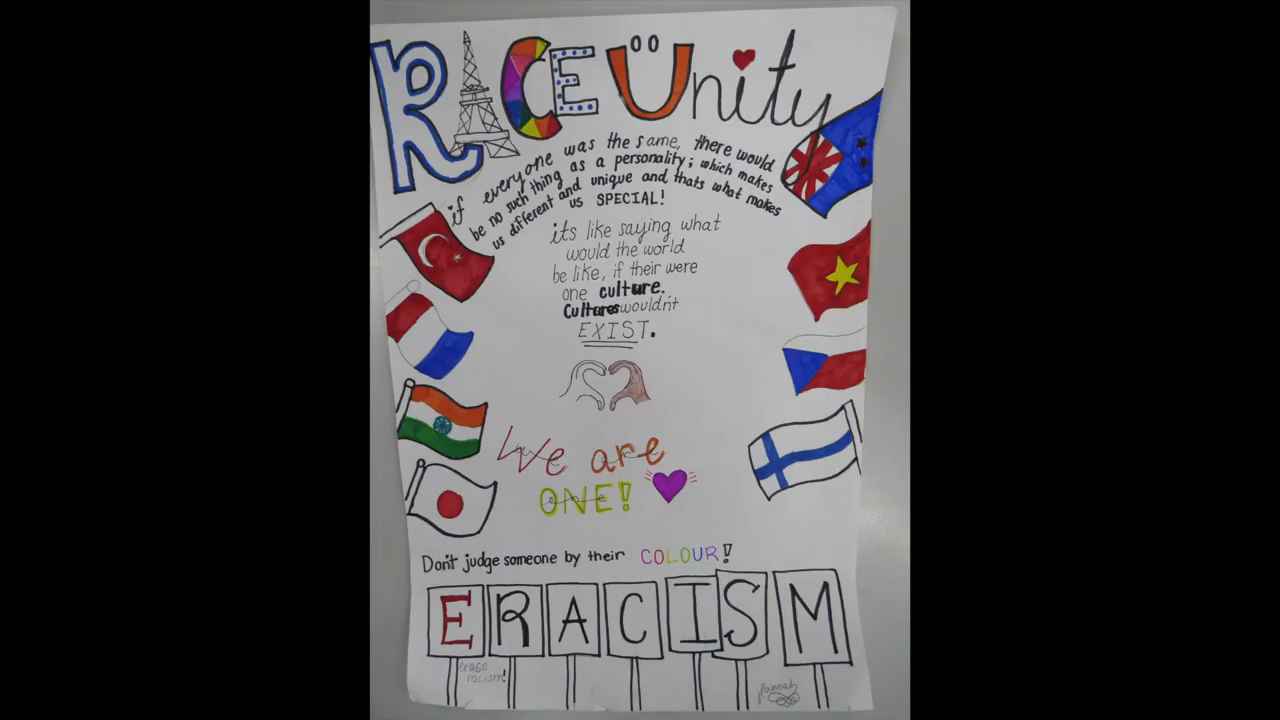 RACE Unity
if everyone was the same, there would
be no such thing as a personality; which makes
us different and unique and thats what makes
us SPECIAL!
its like saying what
would the world
be like, if their were
one culture.
Cultures wouldn't
EXIST.
We are
ONE!
Don't judge someone by their COLOUR!
ERACISM
erase
racism!
Hannah